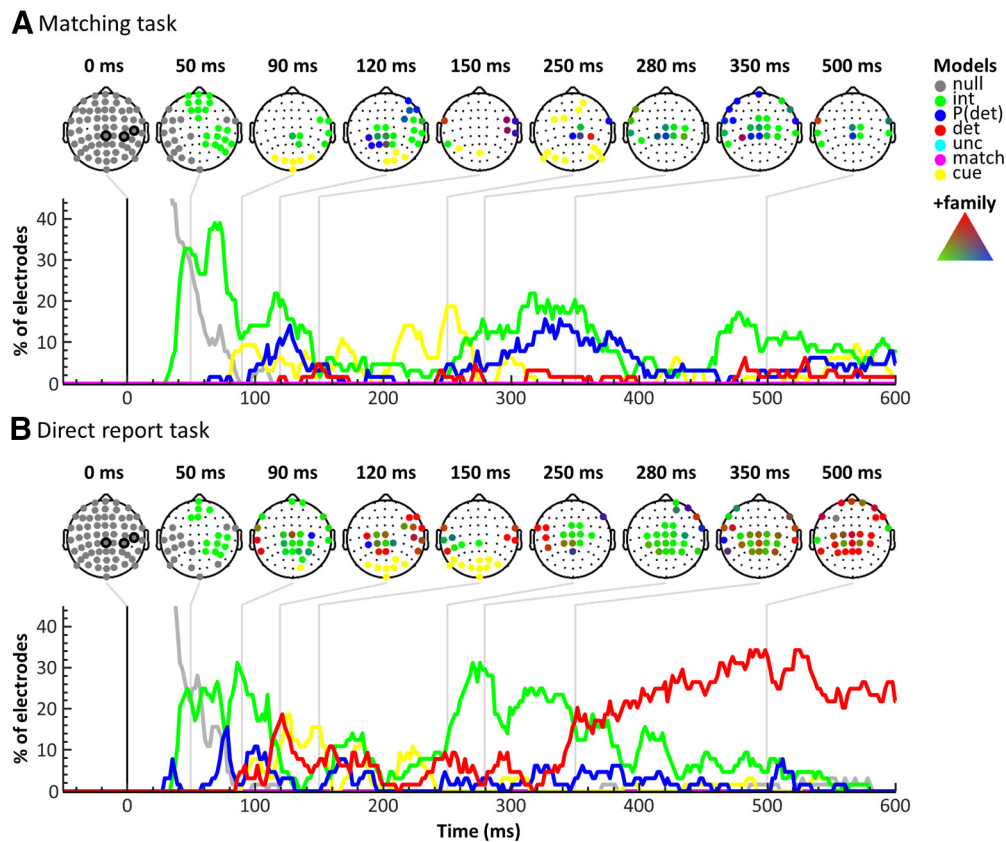 A Matching task
0 ms 50 ms 90 ms 120 ms 150 ms 250 ms 280 ms 350 ms 500 ms
Models
null
int
P(det)
det
unc
match
cue
+family
% of electrodes
40
30
20
10
0
0 100 200 300 400 500 600
B Direct report task
0 ms 50 ms 90 ms 120 ms 150 ms 250 ms 280 ms 350 ms 500 ms
% of electrodes
40
30
20
10
0
0 100 200 300 400 500 600
Time (ms)